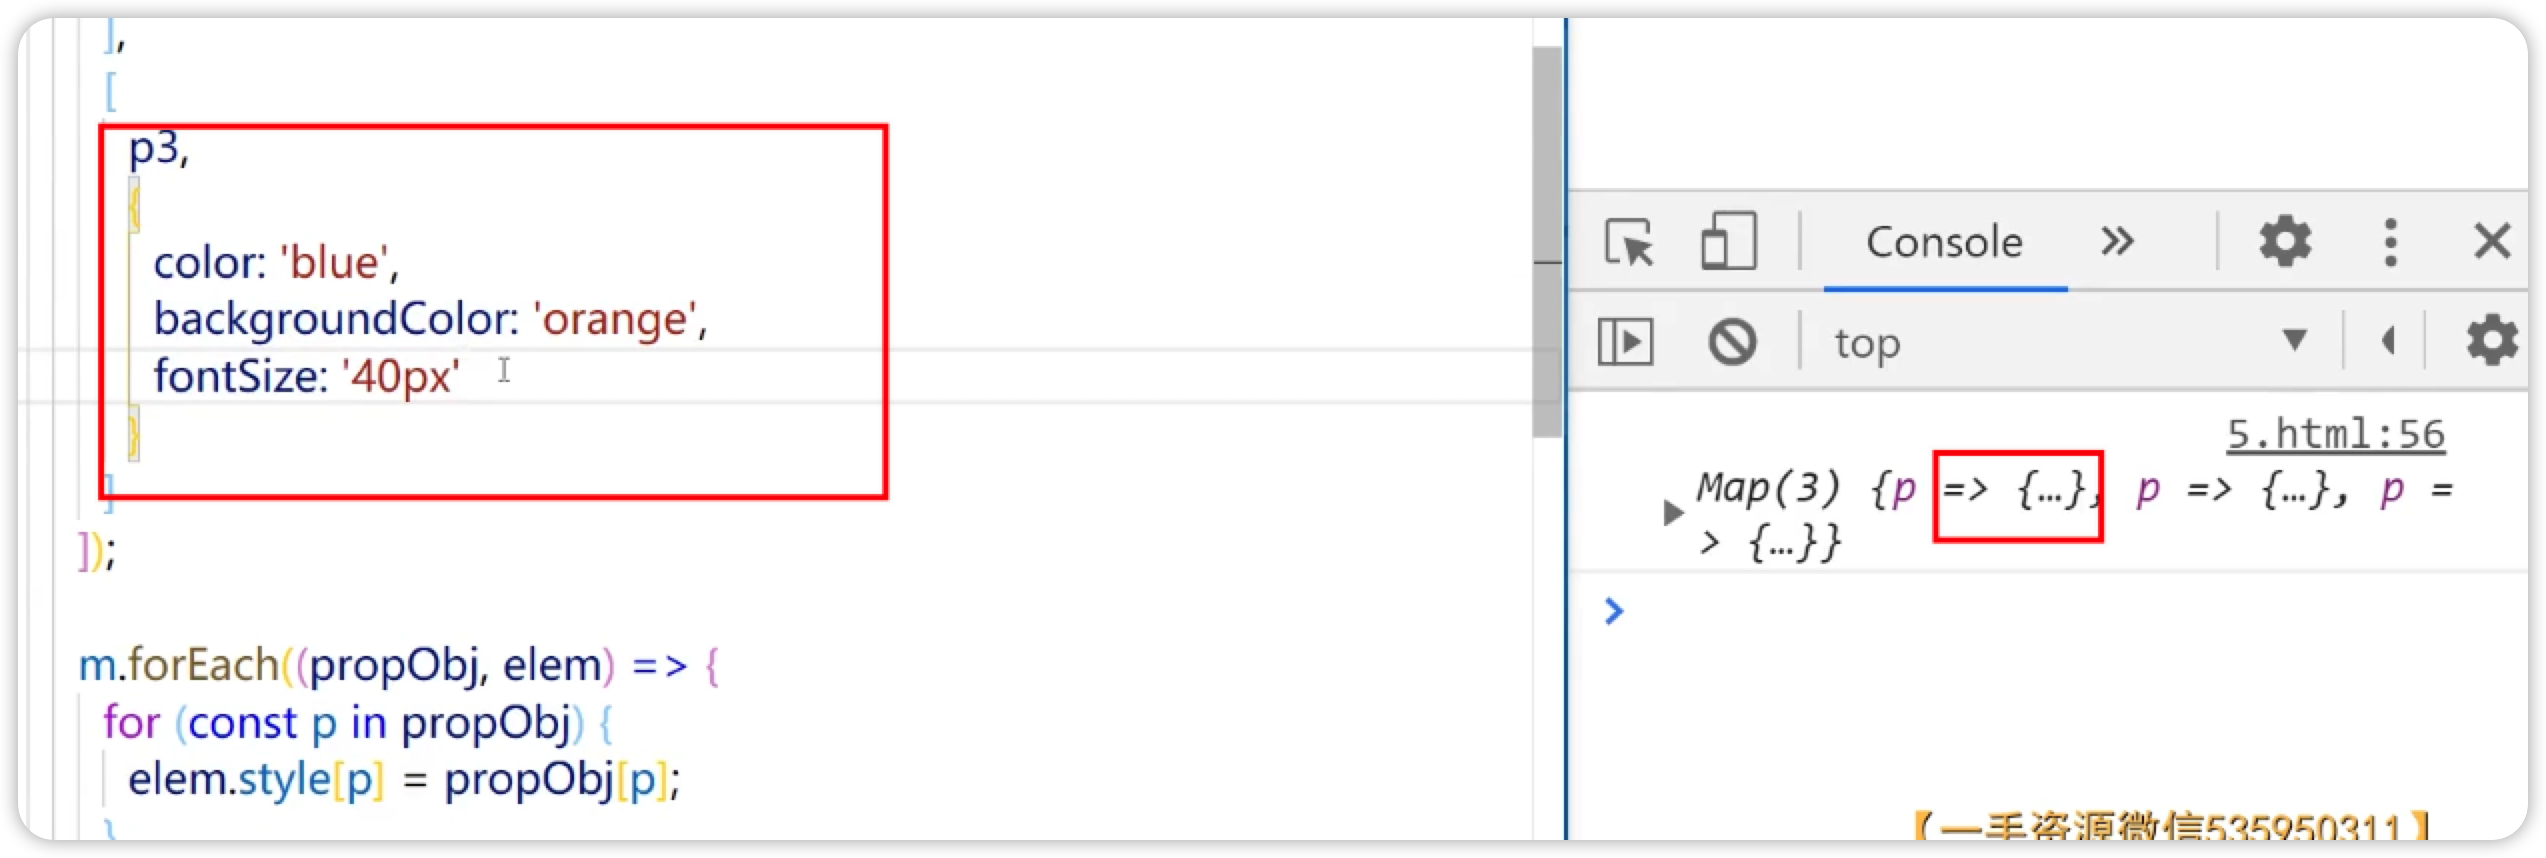 ],
[
p3,
{
color: 'blue',
backgroundColor: 'orange',
fontSize: '40px'
}
]
]);
m.forEach((propObj, elem) => {
for (const p in propObj) {
elem.style[p] = propObj[p];
}
Console
top
5.html:56
Map(3) {p => {…}, p => {…}, p =
> {…}}
【一手资源微信535950311】